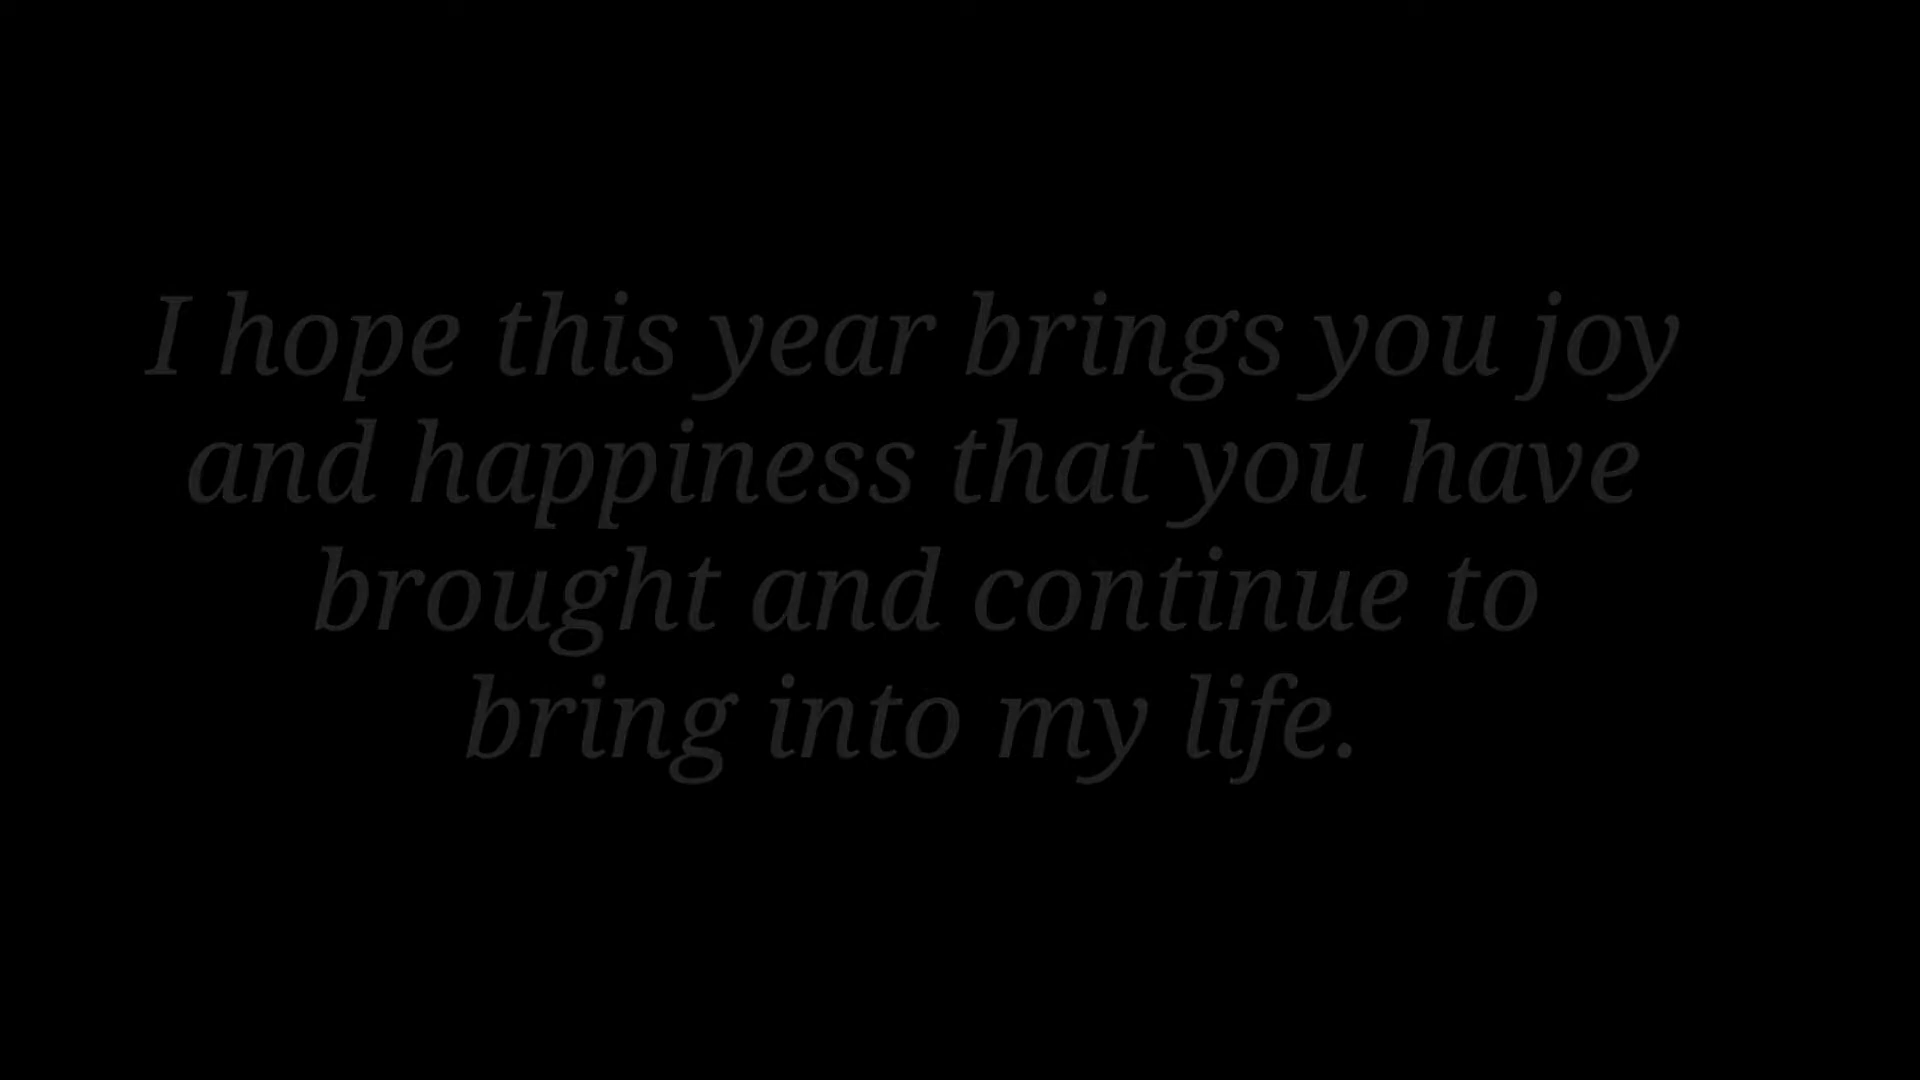 I hope this year brings you joy
and happiness that you have
brought and continue to
bring into my life.